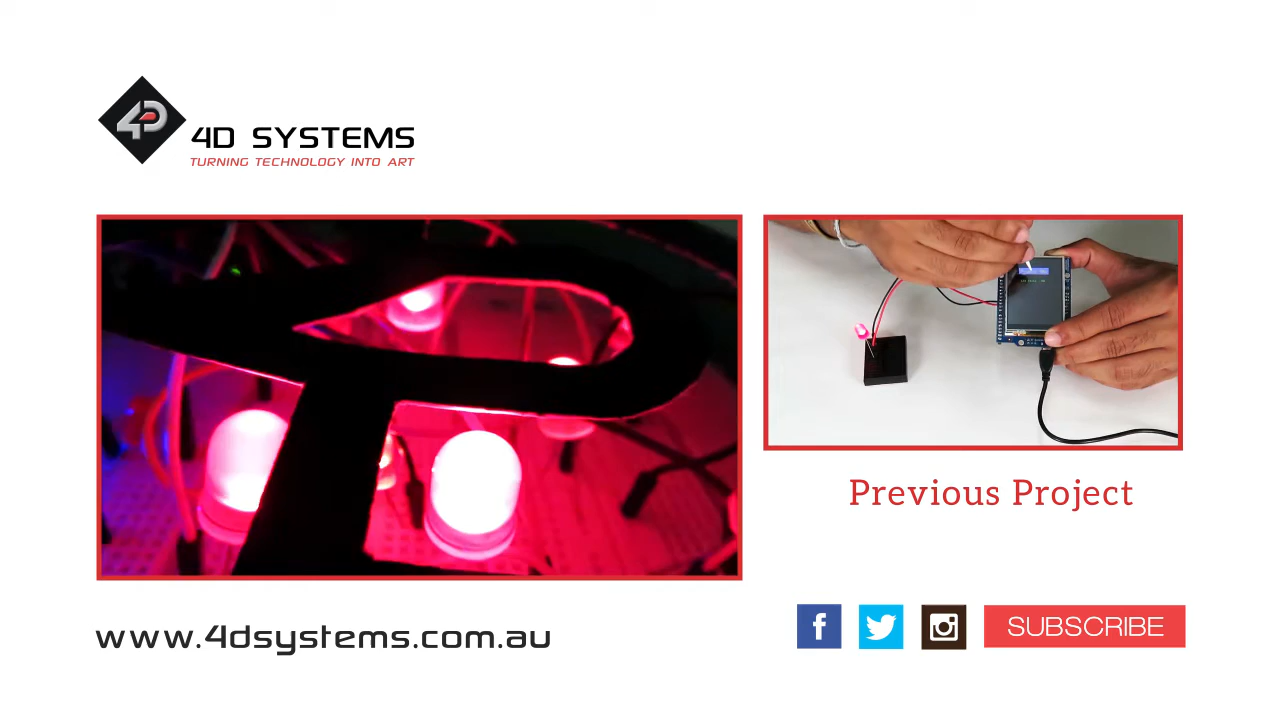 4D SYSTEMS
TURNING TECHNOLOGY INTO ART
Previous Project
www.4dsystems.com.au
SUBSCRIBE